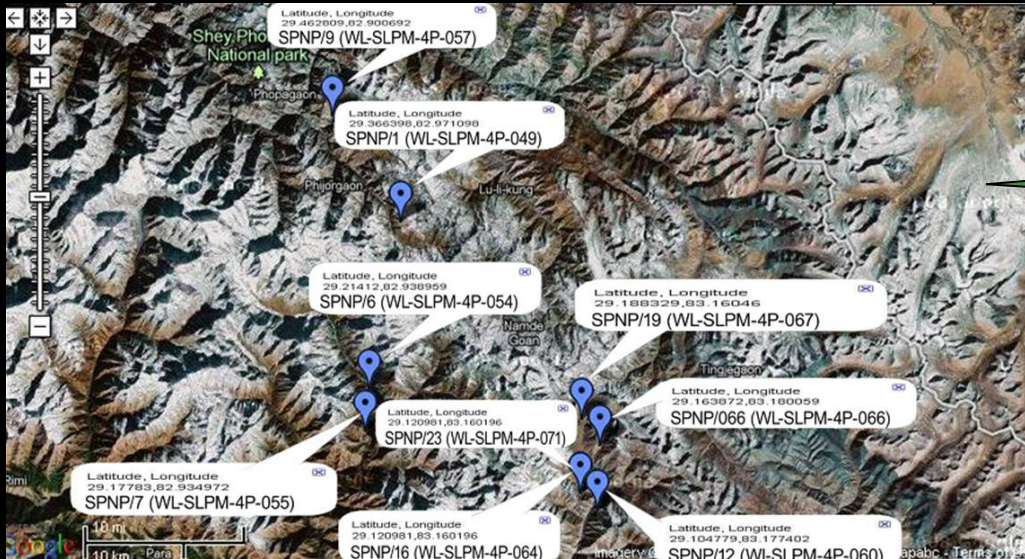 Latitude, Longitude
29.462809,82.900692
SPNP/9 (WL-SLPM-4P-057)
Shey Pho
National park
Phopagaon
Latitude, Longitude
29.366398,82.971098
SPNP/1 (WL-SLPM-4P-049)
Phijorgaon
Lu-li-kung
Latitude, Longitude
29.21412,82.938959
SPNP/6 (WL-SLPM-4P-054)
Latitude, Longitude
29.188329,83.16046
SPNP/19 (WL-SLPM-4P-067)
Namde
Goan
Tingjegaon
Latitude, Longitude
29.163872,83.180059
SPNP/066 (WL-SLPM-4P-066)
Latitude, Longitude
29.120981,83.160196
SPNP/23 (WL-SLPM-4P-071)
Rimi
Latitude, Longitude
29.17783,82.934972
SPNP/7 (WL-SLPM-4P-055)
Latitude, Longitude
29.120981,83.160196
SPNP/16 (WL-SLPM-4P-064)
Latitude, Longitude
29.104779,83.177402
SPNP/12 (WL-SLPM-4P-060)
10 mi
10 km
Para
Google
Imagery
apabc - Terms of